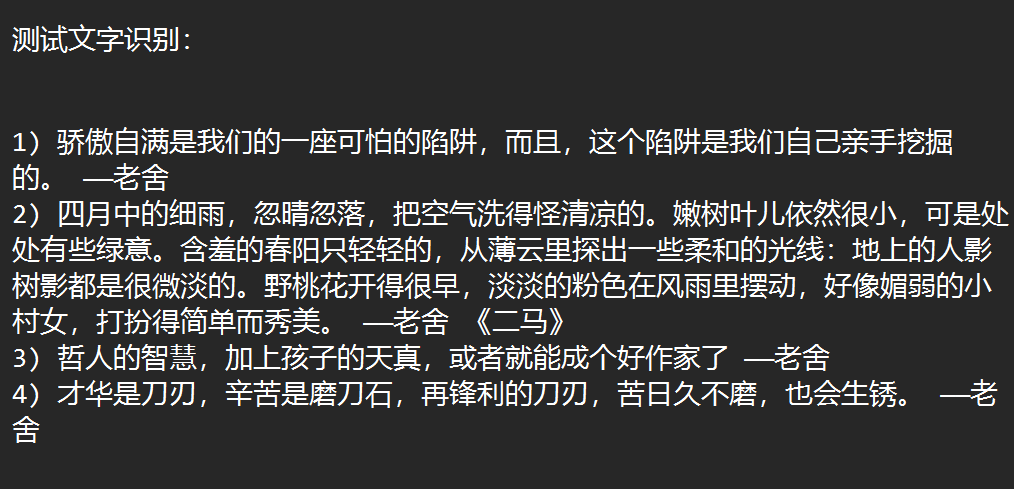 测试文字识别：
1）骄傲自满是我们的一座可怕的陷阱，而且，这个陷阱是我们自己亲手挖掘
的。 —老舍
2）四月中的细雨，忽晴忽落，把空气洗得怪清凉的。嫩树叶儿依然很小，可是处
处有些绿意。含羞的春阳只轻轻的，从薄云里探出一些柔和的光线：地上的人影
树影都是很微淡的。野桃花开得很早，淡淡的粉色在风雨里摆动，好像媚弱的小
村女，打扮得简单而秀美。 —老舍 《二马》
3）哲人的智慧，加上孩子的天真，或者就能成个好作家了 —老舍
4）才华是刀刃，辛苦是磨刀石，再锋利的刀刃，苦日久不磨，也会生锈。 —老
舍